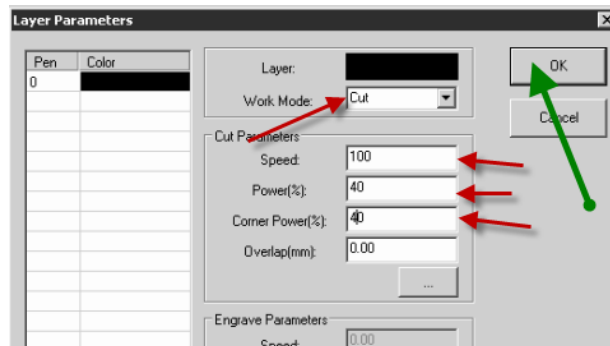 Layer Parameters
Pen Color
0
Layer:
Work Mode: Cut
OK
Cancel
Cut Parameters
Speed: 100
Power(%): 40
Corner Power(%): 40
Overlap(mm): 0.00
...
Engrave Parameters
Speed: 0.00